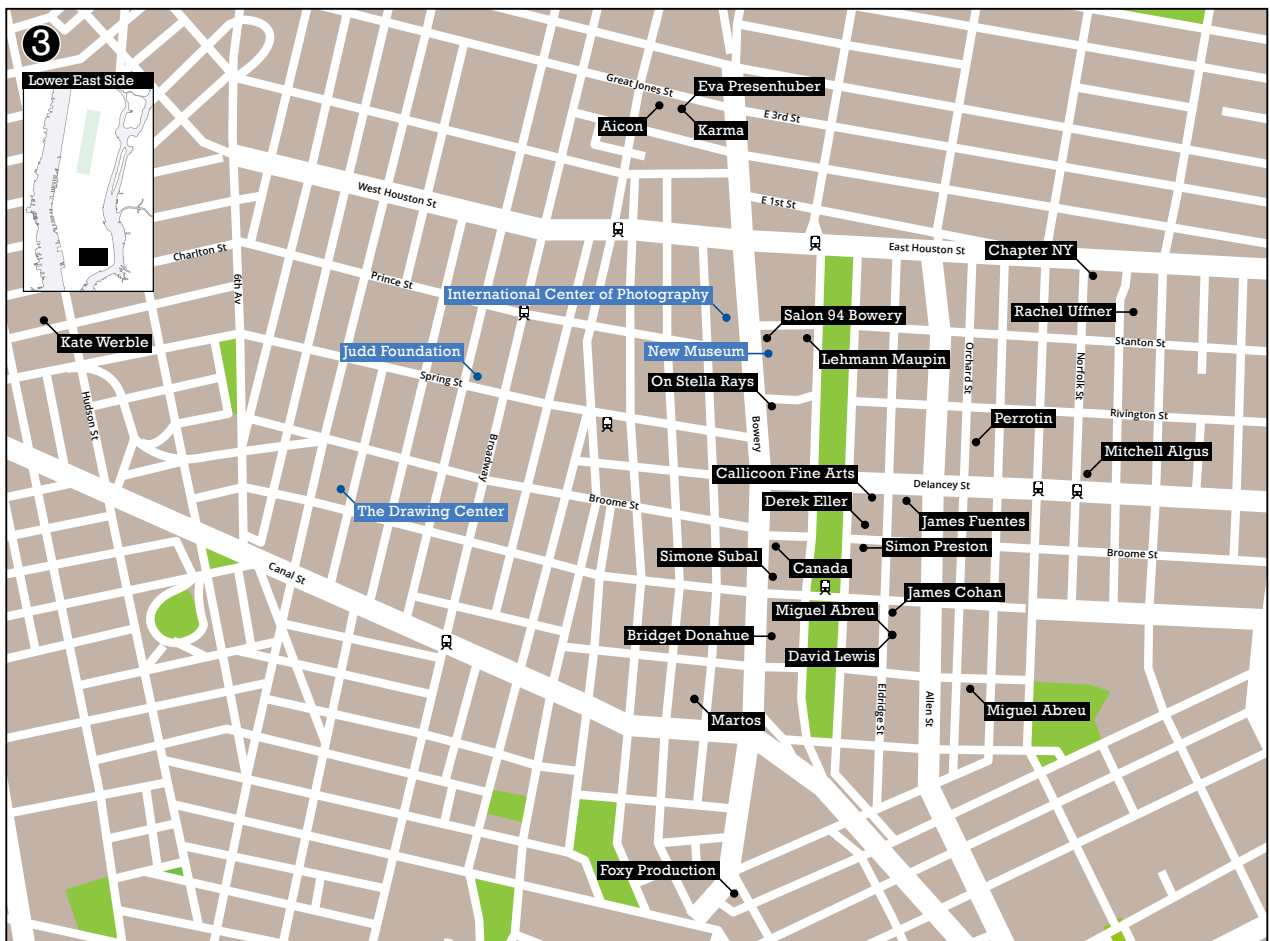 3
Lower East Side
Great Jones St
Eva Presenhuber
E 3rd St
Aicon
Karma
West Houston St
E 1st St
East Houston St
Charlton St
Chapter NY
6th Av
Prince St
International Center of Photography
Salon 94 Bowery
Rachel Uffner
Kate Werble
Judd Foundation
New Museum
Lehmann Maupin
Stanton St
Orchard St
Norfolk St
Spring St
On Stella Rays
Hudson St
Rivington St
Perrotin
Bowery
Broadway
Mitchell Algus
Callicoon Fine Arts
Delancey St
Derek Eller
Broome St
The Drawing Center
James Fuentes
Simone Subal
Simon Preston
Broome St
Canada
Canal St
James Cohan
Miguel Abreu
Bridget Donahue
David Lewis
Eldridge St
Allen St
Miguel Abreu
Martos
Foxy Production